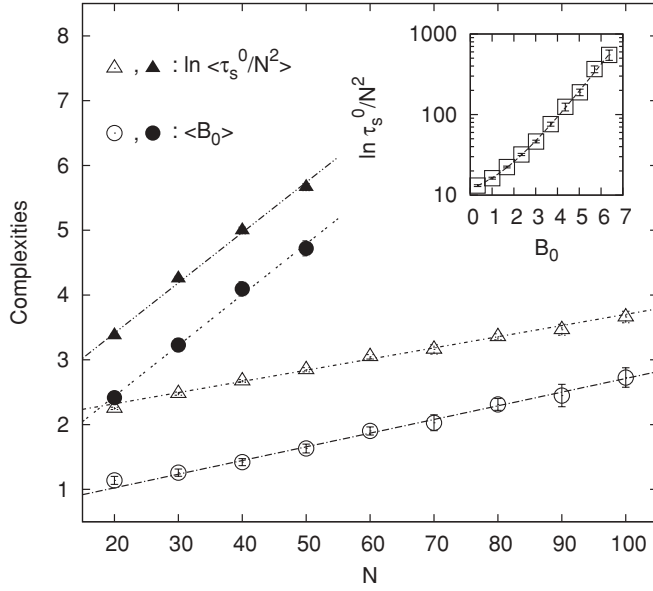 8
7
6
5
4
3
2
1
Complexities
20 30 40 50 60 70 80 90 100
N
△ , ▲ : ln <τₛ⁰/N²>
○ , ● : <B₀>
1000
100
10
ln τₛ⁰/N²
0 1 2 3 4 5 6 7
B₀